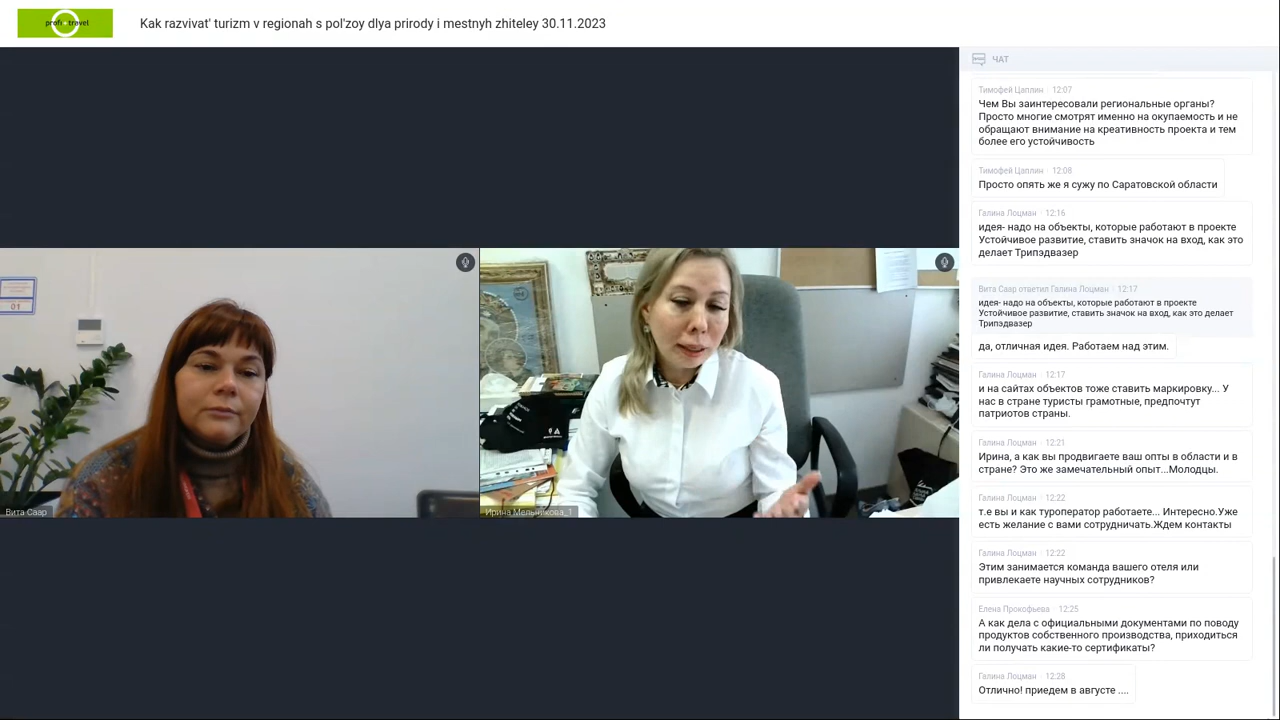 profi travel
Kak razvivat' turizm v regionah s pol'zoy dlya prirody i mestnyh zhiteley 30.11.2023
ЧАТ
Тимофей Цаплин · 12:07
Чем Вы заинтересовали региональные органы?
Просто многие смотрят именно на окупаемость и не
обращают внимание на креативность проекта и тем
более его устойчивость
Тимофей Цаплин · 12:08
Просто опять же я сужу по Саратовской области
Галина Лоцман · 12:16
идея- надо на объекты, которые работают в проекте
Устойчивое развитие, ставить значок на вход, как это
делает Трипэдвазер
Вита Саар ответил Галина Лоцман · 12:17
идея- надо на объекты, которые работают в проекте
Устойчивое развитие, ставить значок на вход, как это делает
Трипэдвазер
да, отличная идея. Работаем над этим.
Галина Лоцман · 12:17
и на сайтах объектов тоже ставить маркировку... У
нас в стране туристы грамотные, предпочтут
патриотов страны.
Галина Лоцман · 12:21
Ирина, а как вы продвигаете ваш опты в области и в
стране? Это же замечательный опыт...Молодцы.
Галина Лоцман · 12:22
т.е вы и как туроператор работаете... Интересно.Уже
есть желание с вами сотрудничать.Ждем контакты
Галина Лоцман · 12:22
Этим занимается команда вашего отеля или
привлекаете научных сотрудников?
Елена Прокофьева · 12:25
А как дела с официальными документами по поводу
продуктов собственного производства, приходиться
ли получать какие-то сертификаты?
Галина Лоцман · 12:28
Отлично! приедем в августе ....
01
Вита Саар
Ирина Мельникова_1